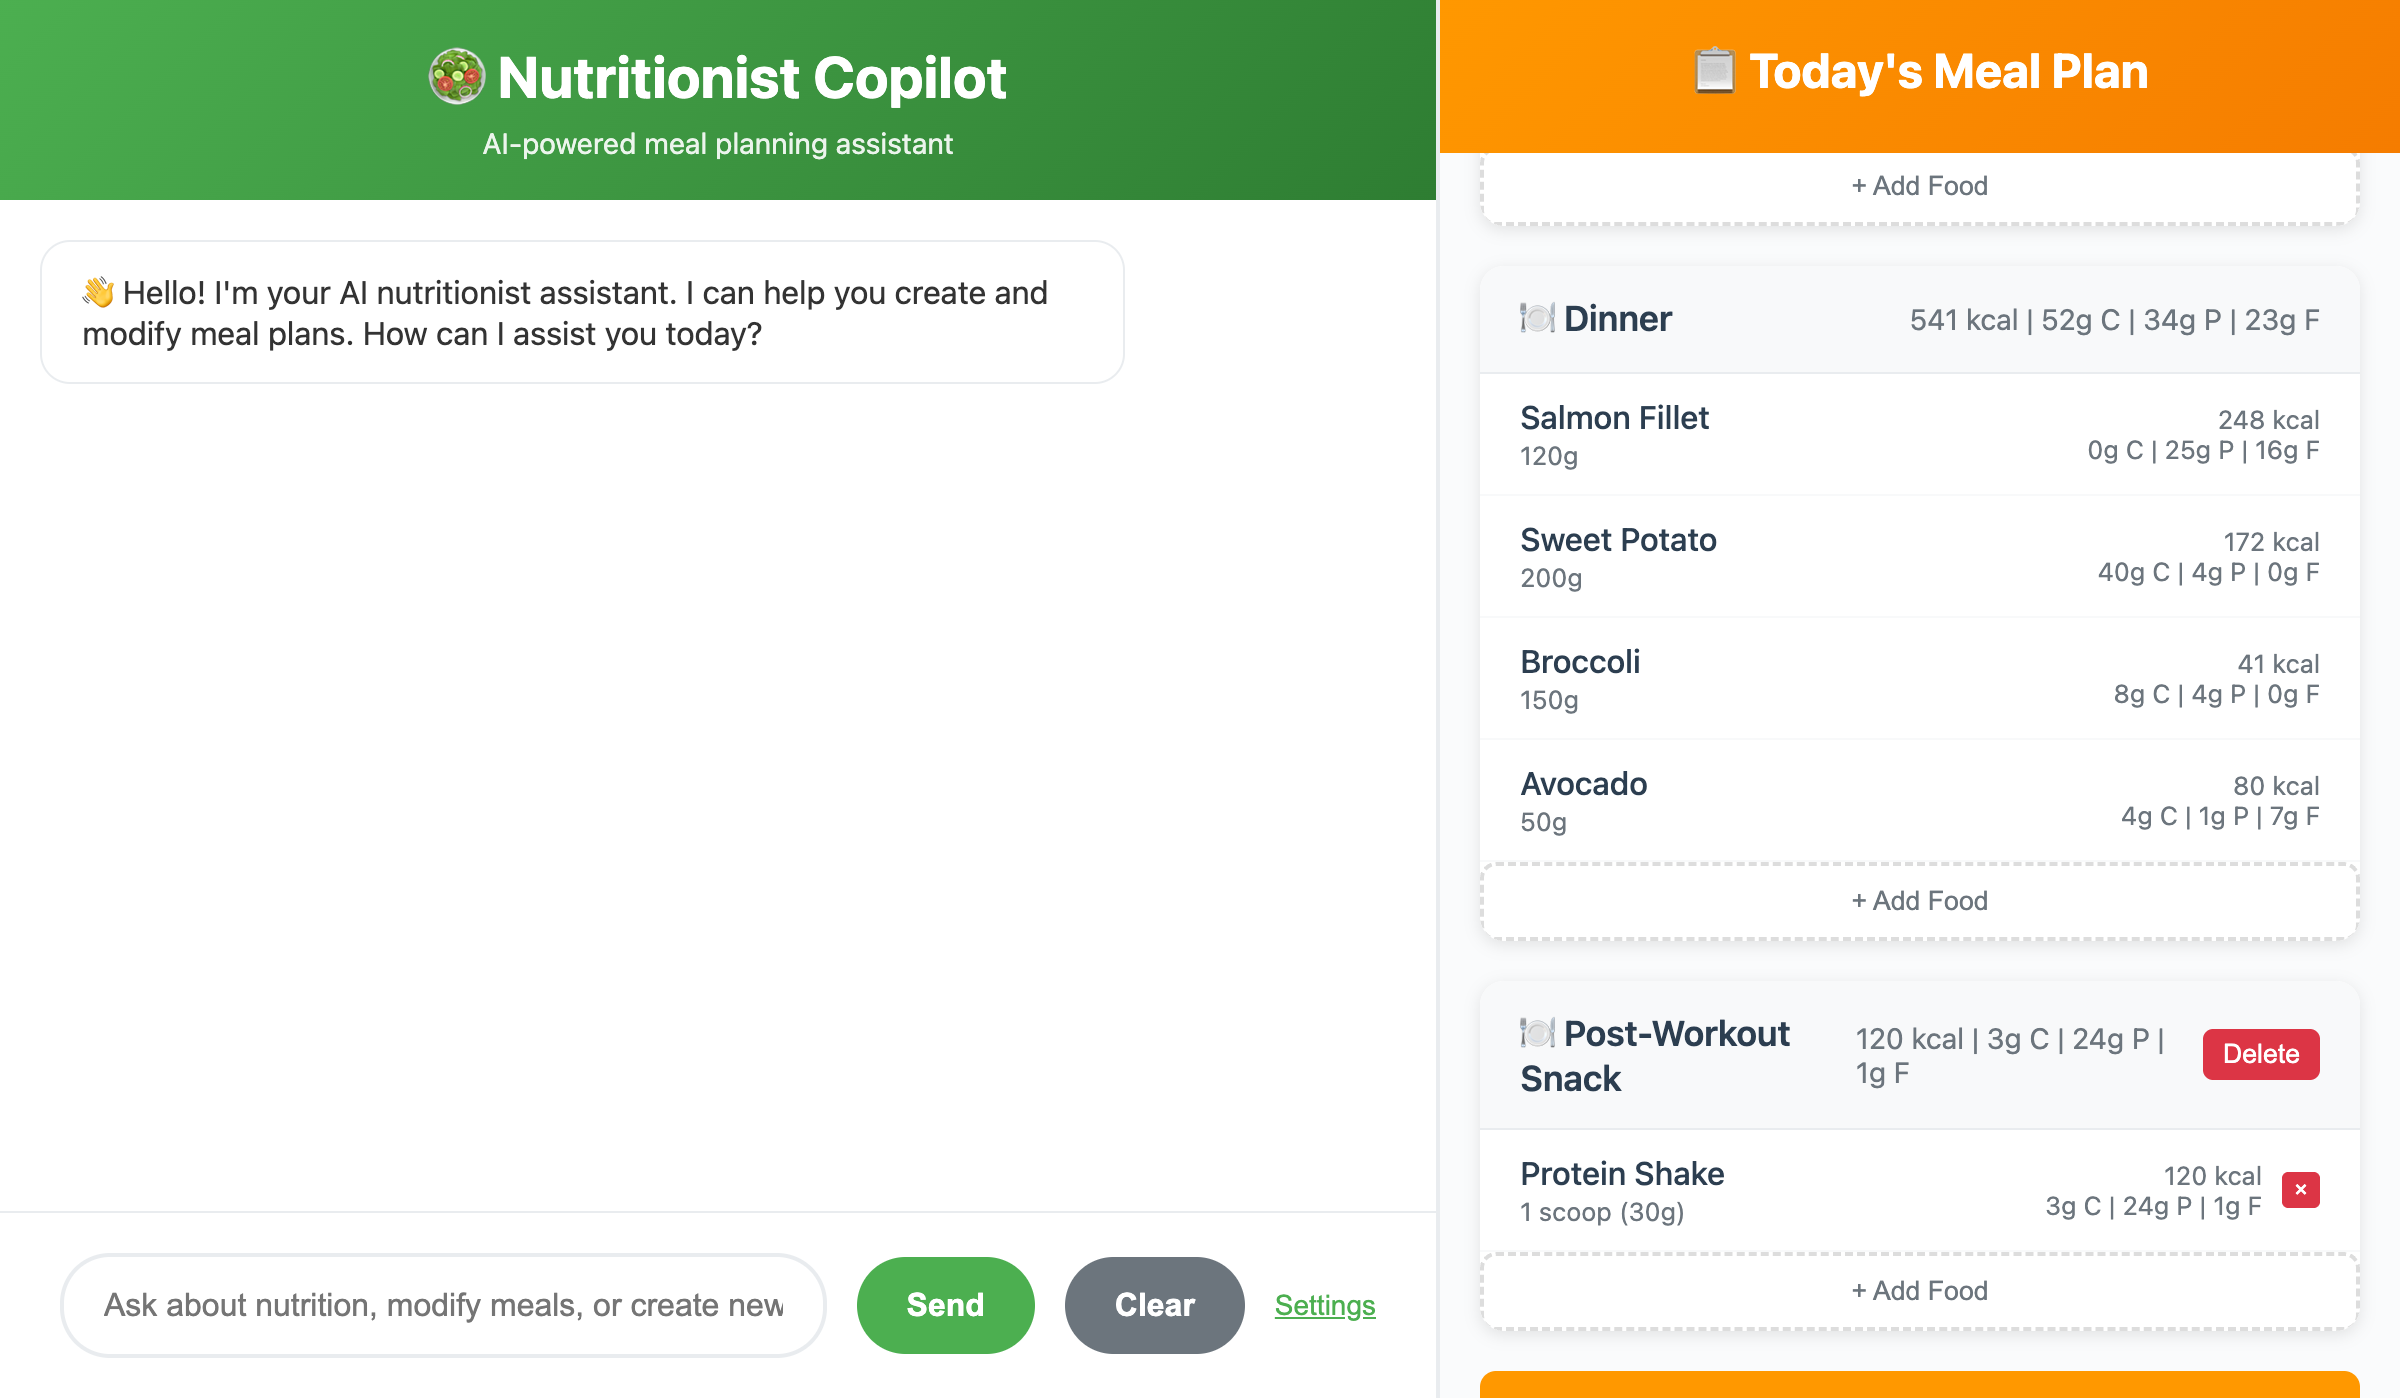 Nutritionist Copilot
AI-powered meal planning assistant
Hello! I'm your AI nutritionist assistant. I can help you create and
modify meal plans. How can I assist you today?
Ask about nutrition, modify meals, or create new
Send
Clear
Settings
Today's Meal Plan
+ Add Food
Dinner
541 kcal | 52g C | 34g P | 23g F
Salmon Fillet
120g
248 kcal
0g C | 25g P | 16g F
Sweet Potato
200g
172 kcal
40g C | 4g P | 0g F
Broccoli
150g
41 kcal
8g C | 4g P | 0g F
Avocado
50g
80 kcal
4g C | 1g P | 7g F
+ Add Food
Post-Workout
Snack
120 kcal | 3g C | 24g P |
1g F
Delete
Protein Shake
1 scoop (30g)
120 kcal
3g C | 24g P | 1g F
×
+ Add Food